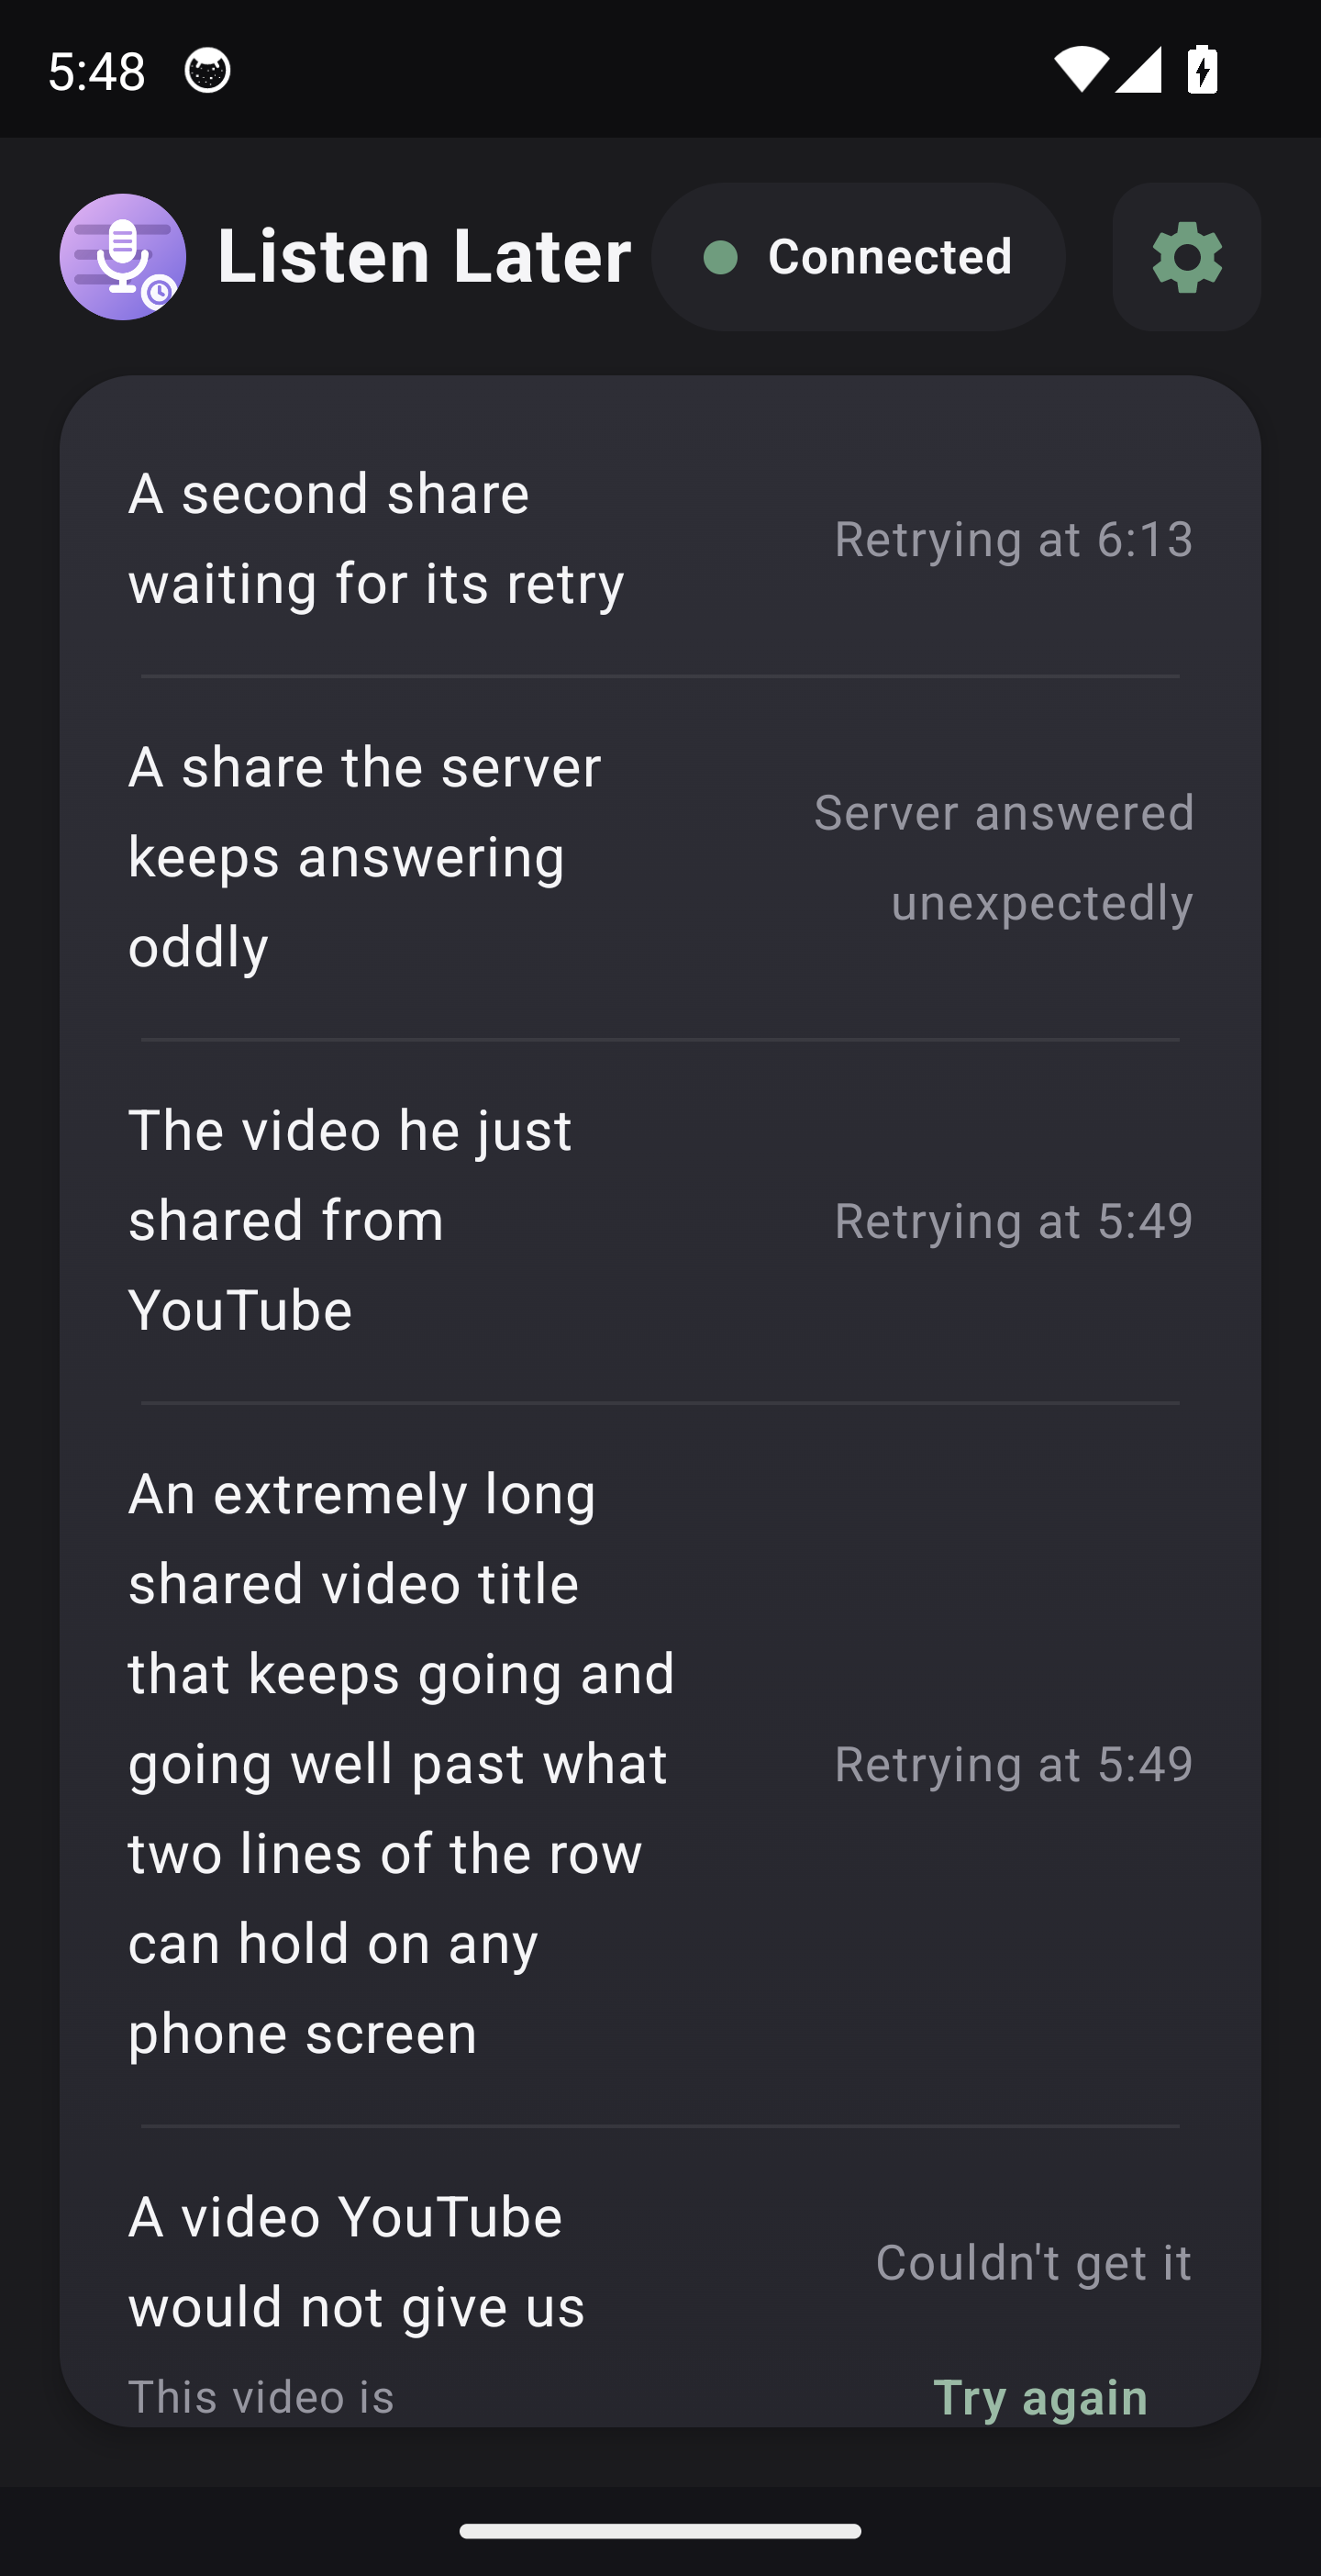 5:48
Listen Later
Connected
A second share
waiting for its retry
Retrying at 6:13
A share the server
keeps answering
oddly
Server answered
unexpectedly
The video he just
shared from
YouTube
Retrying at 5:49
An extremely long
shared video title
that keeps going and
going well past what
two lines of the row
can hold on any
phone screen
Retrying at 5:49
A video YouTube
would not give us
Couldn't get it
This video is
Try again